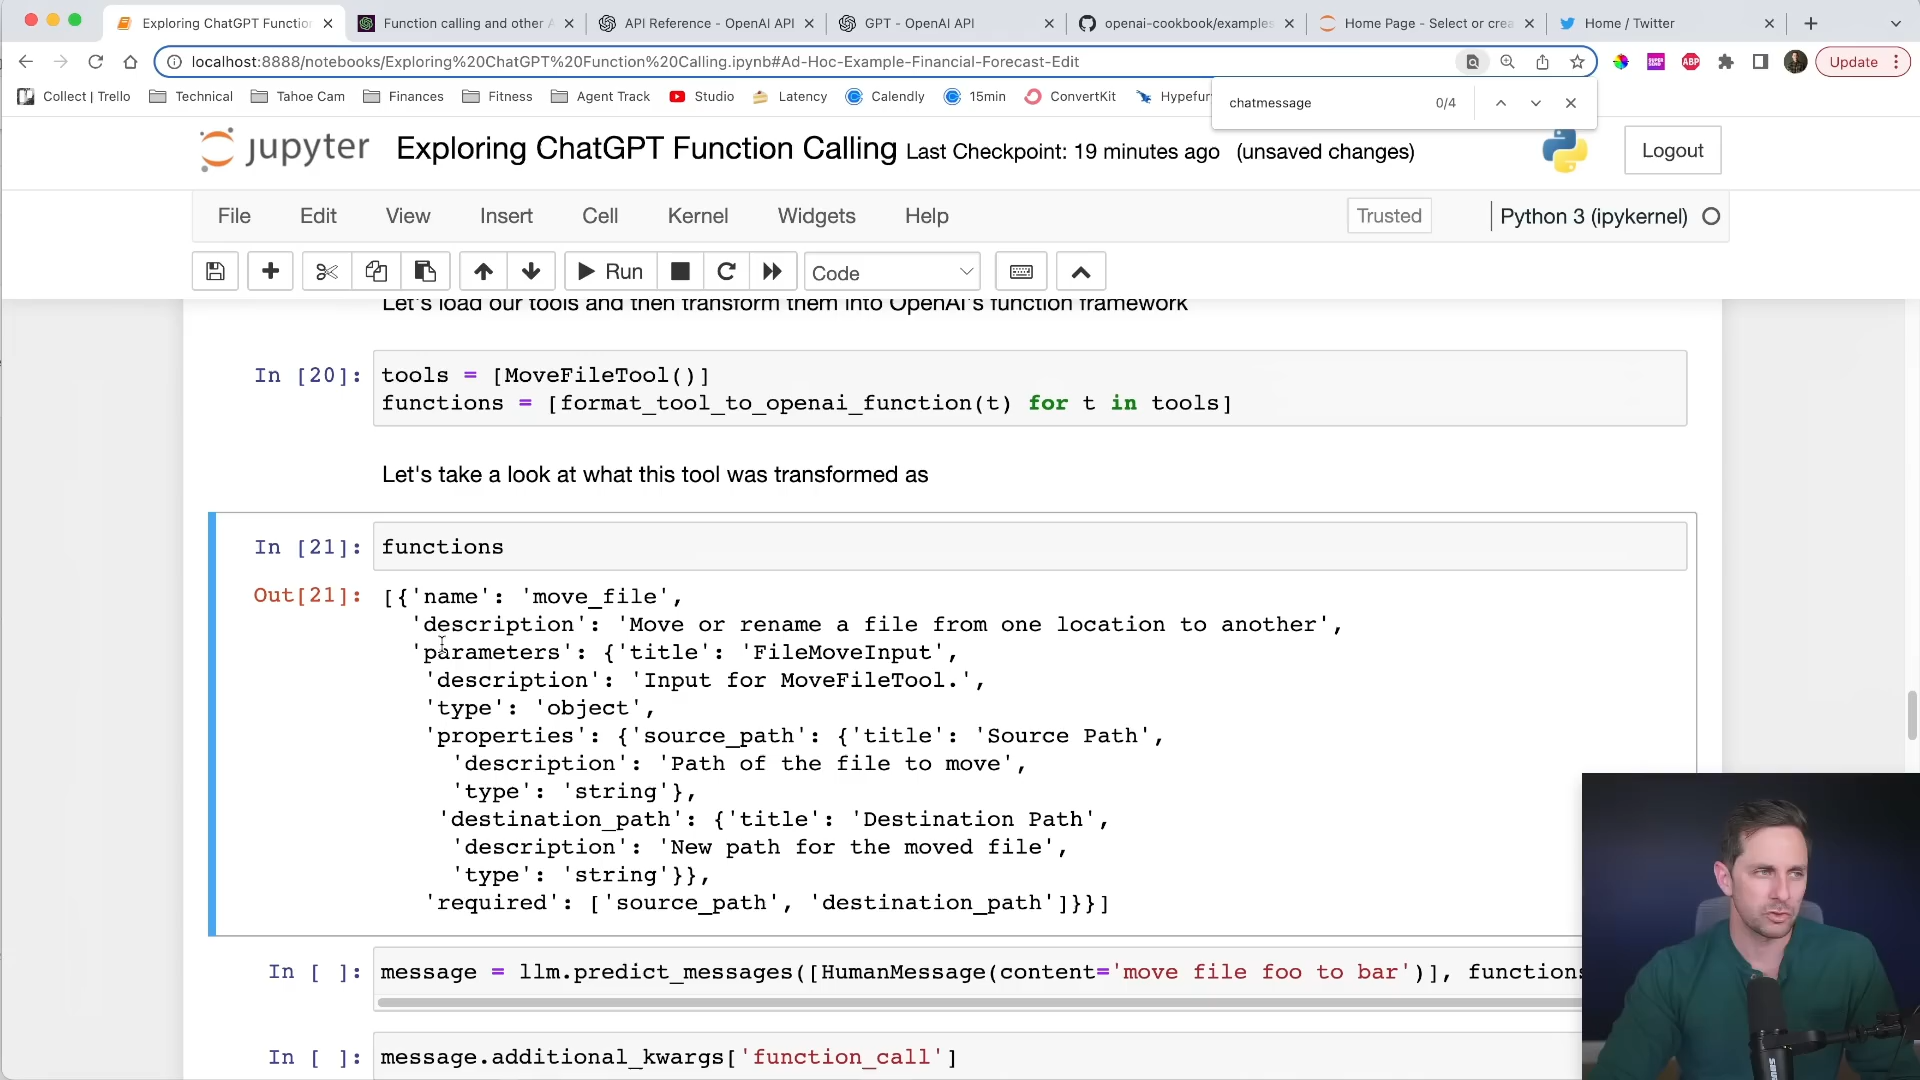 Exploring ChatGPT Function
Function calling and other A
API Reference - OpenAI API
GPT - OpenAI API
openai-cookbook/examples
Home Page - Select or crea
Home / Twitter
localhost:8888/notebooks/Exploring%20ChatGPT%20Function%20Calling.ipynb#Ad-Hoc-Example-Financial-Forecast-Edit
ABP
Update
Collect | Trello
Technical
Tahoe Cam
Finances
Fitness
Agent Track
Studio
Latency
Calendly
15min
ConvertKit
Hypefur
chatmessage
0/4
jupyter
Exploring ChatGPT Function Calling
Last Checkpoint: 19 minutes ago
(unsaved changes)
Logout
File
Edit
View
Insert
Cell
Kernel
Widgets
Help
Trusted
Python 3 (ipykernel)
Run
Code
Let's load our tools and then transform them into OpenAI's function framework
In [20]:
tools = [MoveFileTool()]
functions = [format_tool_to_openai_function(t) for t in tools]
Let's take a look at what this tool was transformed as
In [21]:
functions
Out[21]:
[{'name': 'move_file',
'description': 'Move or rename a file from one location to another',
'parameters': {'title': 'FileMoveInput',
'description': 'Input for MoveFileTool.',
'type': 'object',
'properties': {'source_path': {'title': 'Source Path',
'description': 'Path of the file to move',
'type': 'string'},
'destination_path': {'title': 'Destination Path',
'description': 'New path for the moved file',
'type': 'string'}},
'required': ['source_path', 'destination_path']}}]
In [ ]:
message = llm.predict_messages([HumanMessage(content='move file foo to bar')], functions
In [ ]:
message.additional_kwargs['function_call']